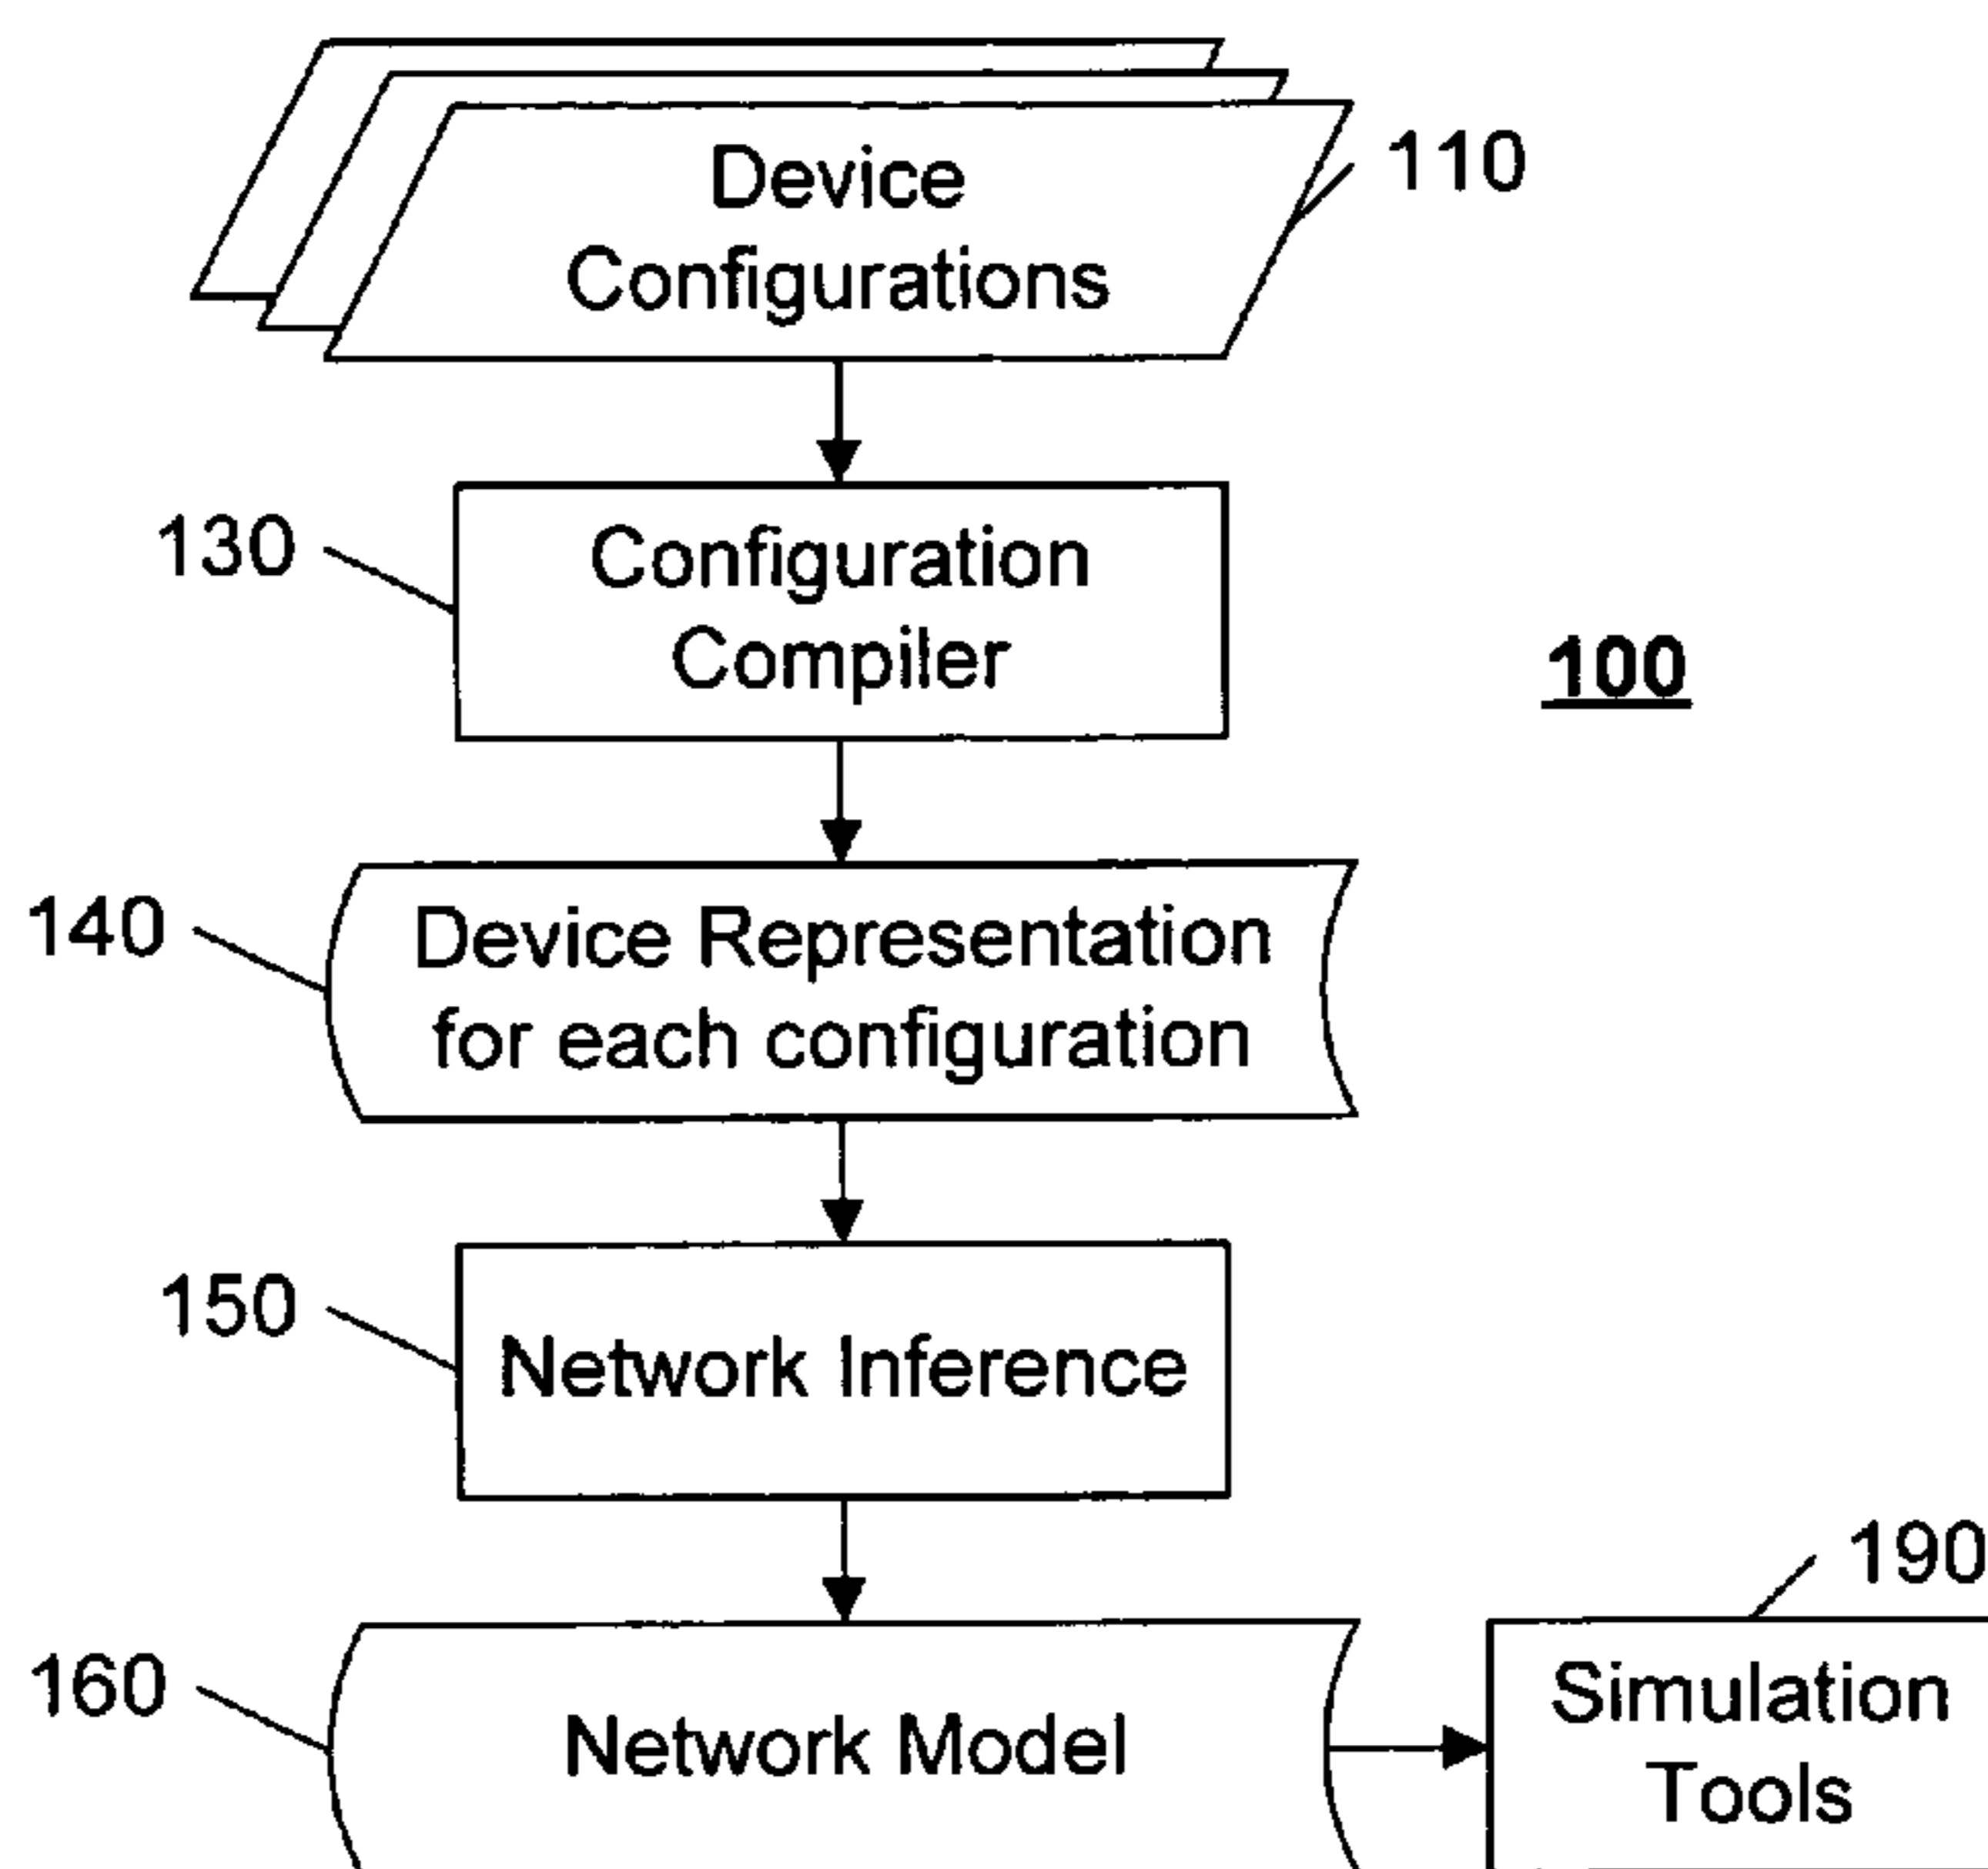 Device
Configurations
110
130
Configuration
Compiler
100
140
Device Representation
for each configuration
150
Network Inference
190
160
Network Model
Simulation
Tools